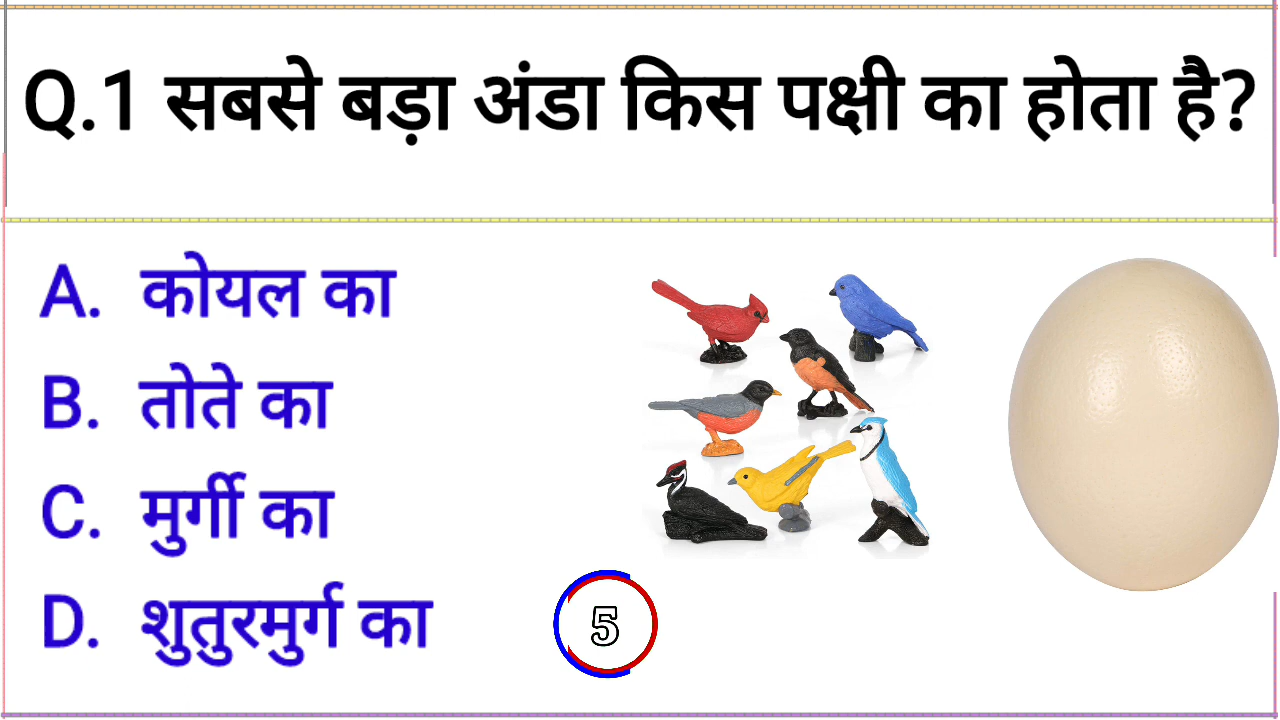 Q.1 सबसे बड़ा अंडा किस पक्षी का होता है?
A. कोयल का
B. तोते का
C. मुर्गी का
D. शुतुरमुर्ग का
5